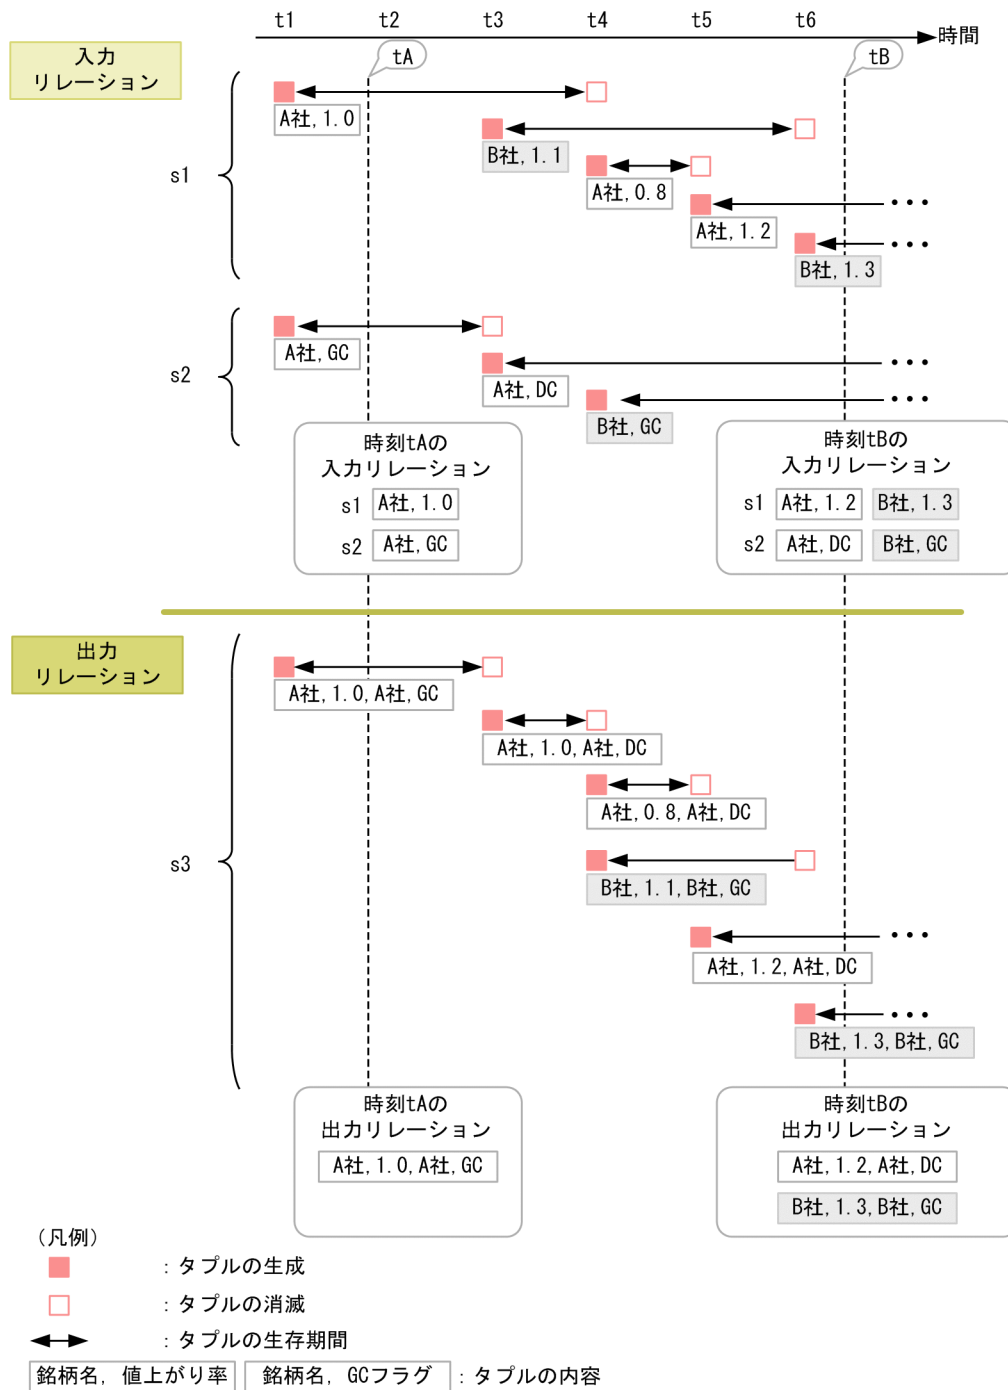 t1 t2 t3 t4 t5 t6
時間
tA tB
入力
リレーション
s1
A社, 1.0
B社, 1.1
A社, 0.8
A社, 1.2
B社, 1.3
s2
A社, GC
A社, DC
B社, GC
時刻tAの
入力リレーション
s1 A社, 1.0
s2 A社, GC
時刻tBの
入力リレーション
s1 A社, 1.2 B社, 1.3
s2 A社, DC B社, GC
出力
リレーション
s3
A社, 1.0, A社, GC
A社, 1.0, A社, DC
A社, 0.8, A社, DC
B社, 1.1, B社, GC
A社, 1.2, A社, DC
B社, 1.3, B社, GC
時刻tAの
出力リレーション
A社, 1.0, A社, GC
時刻tBの
出力リレーション
A社, 1.2, A社, DC
B社, 1.3, B社, GC
(凡例)
：タプルの生成
：タプルの消滅
：タプルの生存期間
銘柄名, 値上がり率 銘柄名, GCフラグ ：タプルの内容